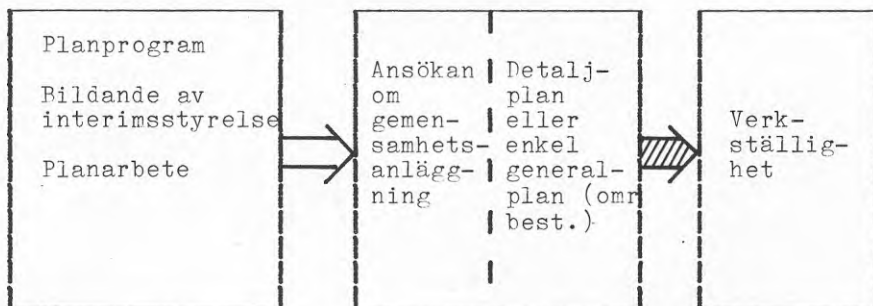 Planprogram
Bildande av
interimsstyrelse
Planarbete
Ansökan
om
gemen-
samhets-
anlägg-
ning
Detalj-
plan
eller
enkel
general-
plan (omr
best.)
Verk-
ställig-
het